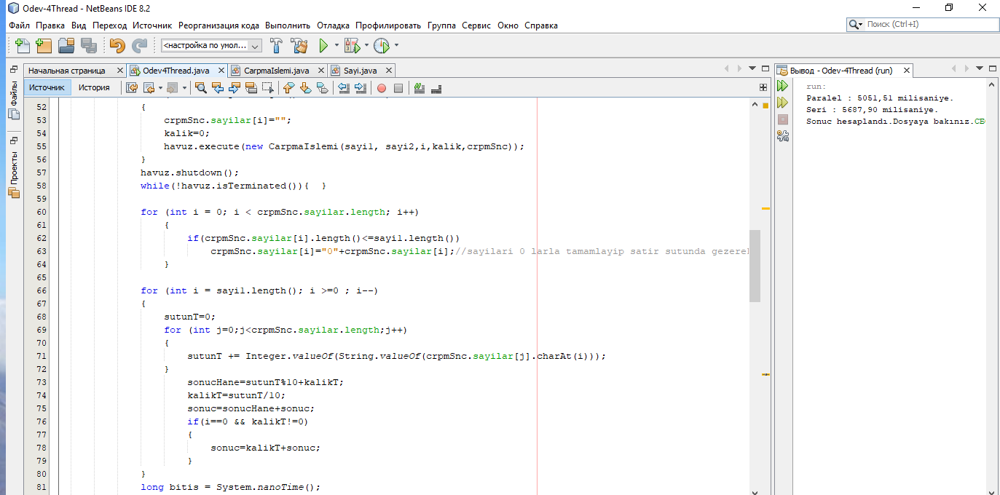 Odev-4Thread - NetBeans IDE 8.2
Файл Правка Вид Переход Источник Реорганизация кода Выполнить Отладка Профилировать Группа Сервис Окно Справка
Поиск (Ctrl+I)
<настройка по умол...
Начальная страница
Odev4Thread.java
CarpmaIslemi.java
Sayi.java
Источник История
Файлы
Проекты
52 {
53 crpmSnc.sayilar[i]="";
54 kalik=0;
55 havuz.execute(new CarpmaIslemi(sayi1, sayi2,i,kalik,crpmSnc));
56 }
57 havuz.shutdown();
58 while(!havuz.isTerminated()){ }
59
60 for (int i = 0; i < crpmSnc.sayilar.length; i++)
61 {
62 if(crpmSnc.sayilar[i].length()<=sayi1.length())
63 crpmSnc.sayilar[i]="0"+crpmSnc.sayilar[i];//sayilari 0 larla tamamlayip satir sutunda
64 }
65
66 for (int i = sayi1.length(); i >=0 ; i--)
67 {
68 sutunT=0;
69 for (int j=0;j<crpmSnc.sayilar.length;j++)
70 {
71 sutunT += Integer.valueOf(String.valueOf(crpmSnc.sayilar[j].charAt(i)));
72 }
73 sonucHane=sutunT%10+kalikT;
74 kalikT=sutunT/10;
75 sonuc=sonucHane+sonuc;
76 if(i==0 && kalikT!=0)
77 {
78 sonuc=kalikT+sonuc;
79 }
80 }
81 long bitis = System.nanoTime();
Вывод - Odev-4Thread (run)
run:
Paralel : 5051,51 milisaniye.
Seri : 5687,90 milisaniye.
Sonuc hesaplandı.Dosyaya bakınız.